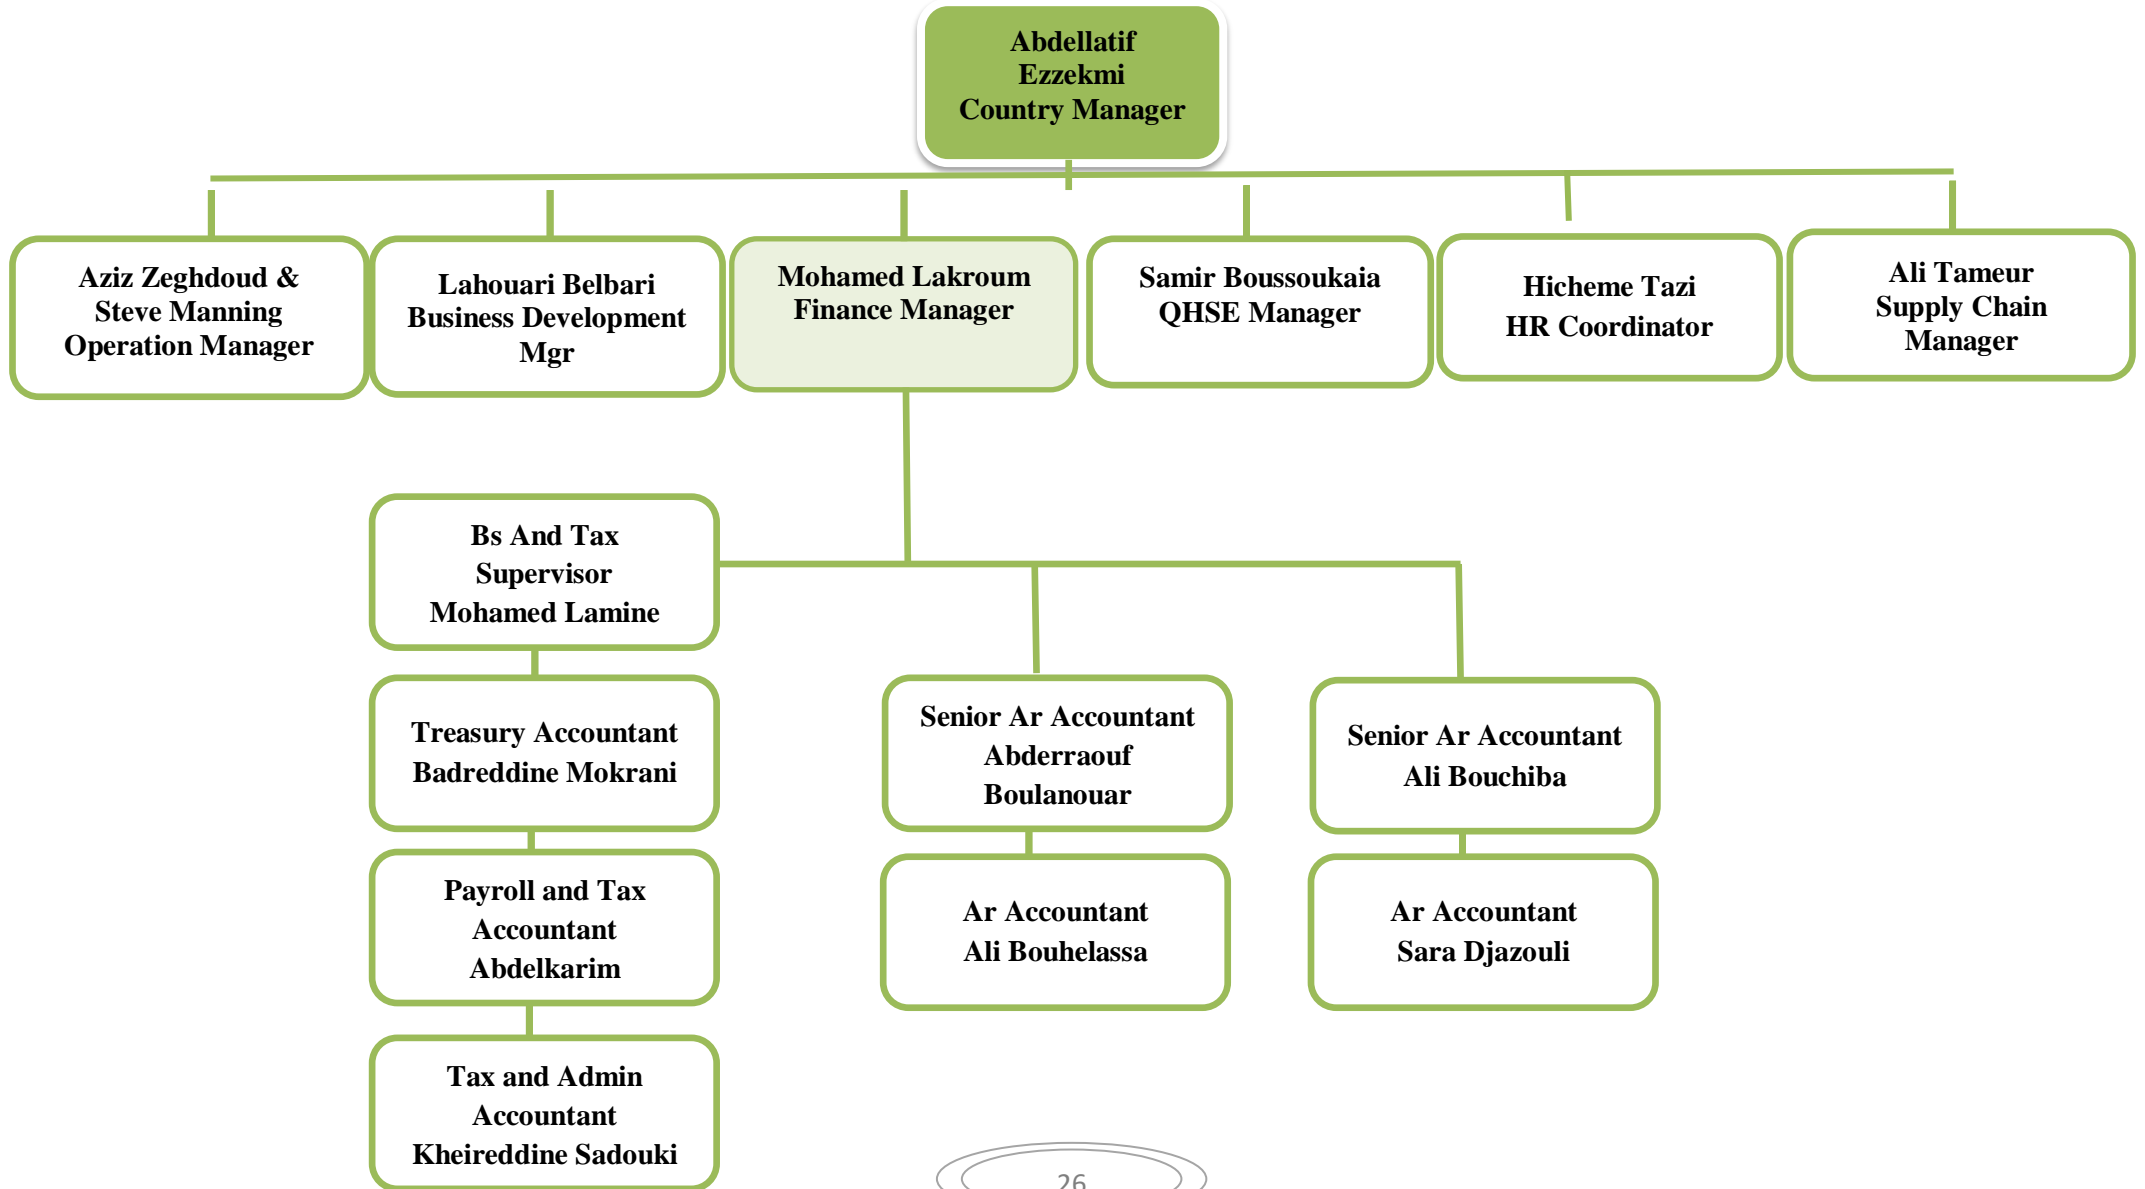 Abdellatif
Ezzekmi
Country Manager
Aziz Zeghdoud &
Steve Manning
Operation Manager
Lahouari Belbari
Business Development
Mgr
Mohamed Lakroum
Finance Manager
Samir Boussoukaia
QHSE Manager
Hicheme Tazi
HR Coordinator
Ali Tameur
Supply Chain
Manager
Bs And Tax
Supervisor
Mohamed Lamine
Treasury Accountant
Badreddine Mokrani
Senior Ar Accountant
Abderraouf
Boulanouar
Senior Ar Accountant
Ali Bouchiba
Payroll and Tax
Accountant
Abdelkarim
Ar Accountant
Ali Bouhelassa
Ar Accountant
Sara Djazouli
Tax and Admin
Accountant
Kheireddine Sadouki
26